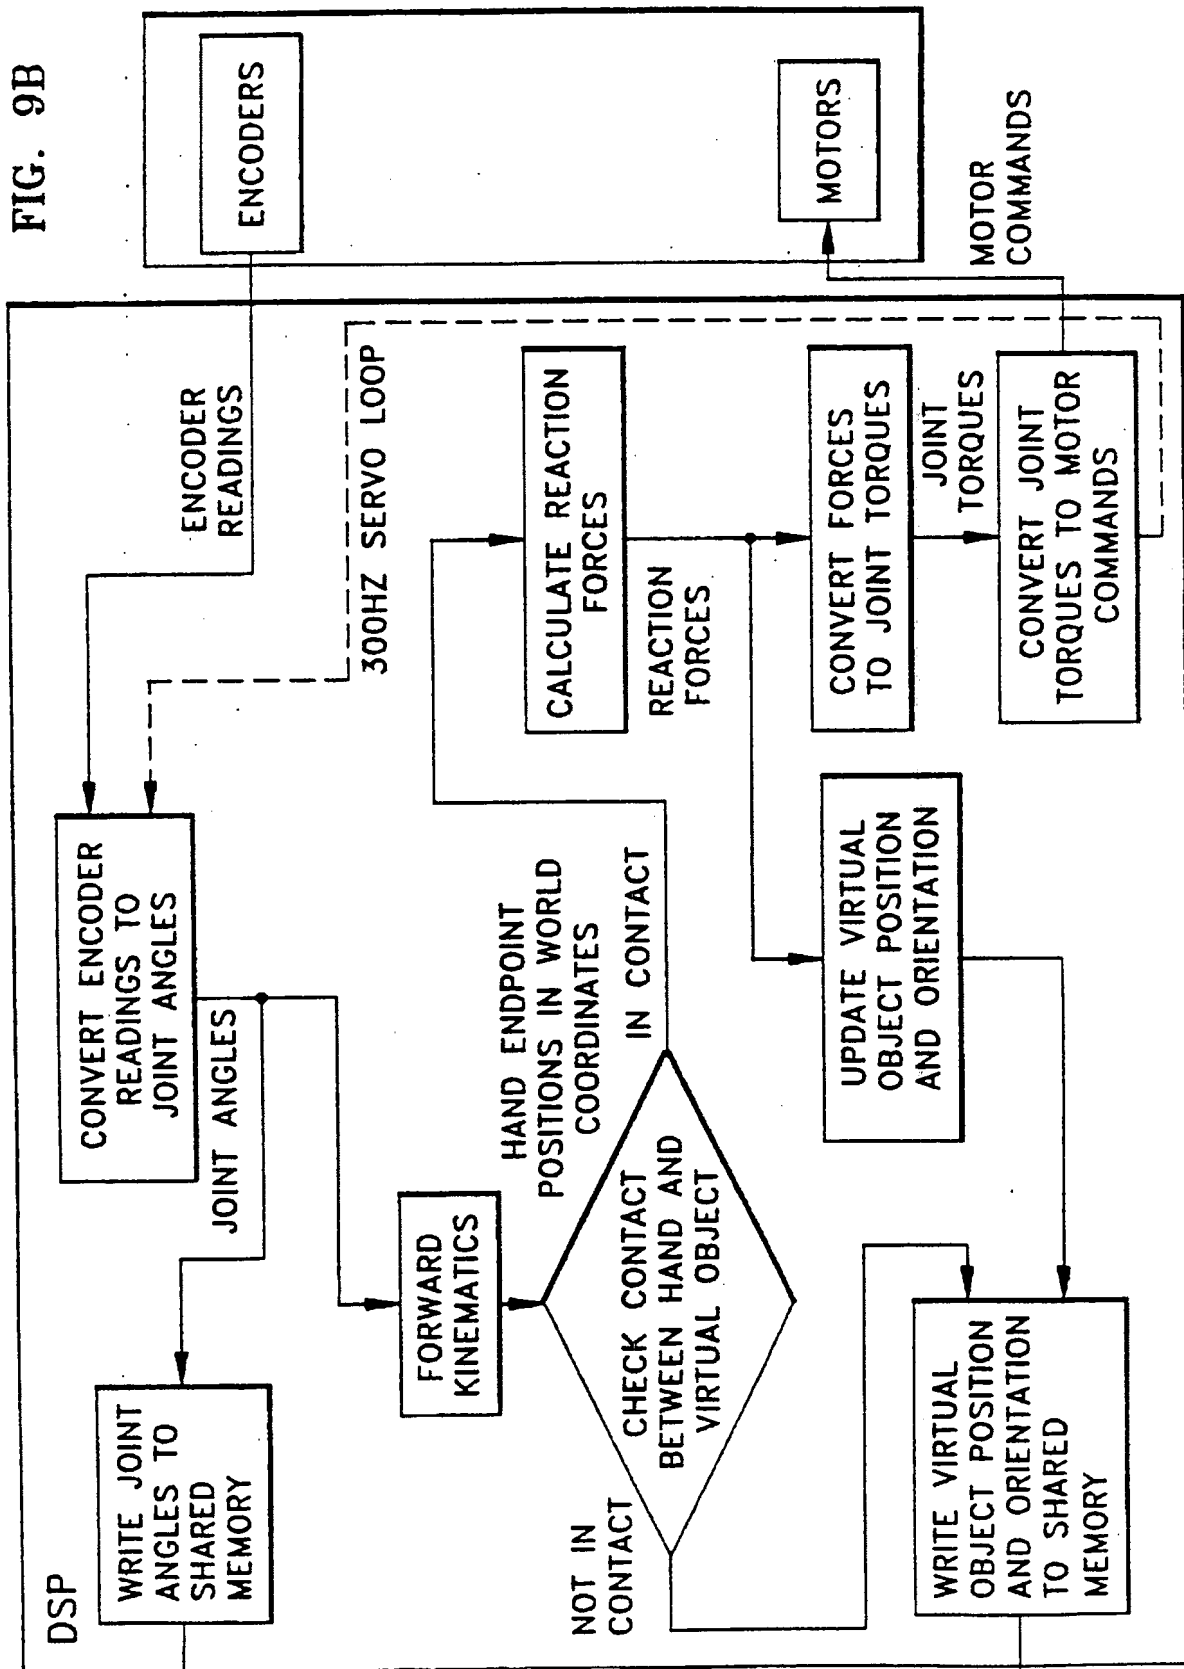 FIG. 9B
DSP
WRITE JOINT
ANGLES TO
SHARED
MEMORY
CONVERT ENCODER
READINGS TO
JOINT ANGLES
JOINT ANGLES
ENCODER
READINGS
ENCODERS
300HZ SERVO LOOP
FORWARD
KINEMATICS
HAND ENDPOINT
POSITIONS IN WORLD
COORDINATES
CHECK CONTACT
BETWEEN HAND AND
VIRTUAL OBJECT
IN CONTACT
NOT IN
CONTACT
CALCULATE REACTION
FORCES
REACTION
FORCES
CONVERT FORCES
TO JOINT TORQUES
JOINT
TORQUES
CONVERT JOINT
TORQUES TO MOTOR
COMMANDS
MOTORS
MOTOR
COMMANDS
UPDATE VIRTUAL
OBJECT POSITION
AND ORIENTATION
WRITE VIRTUAL
OBJECT POSITION
AND ORIENTATION
TO SHARED
MEMORY